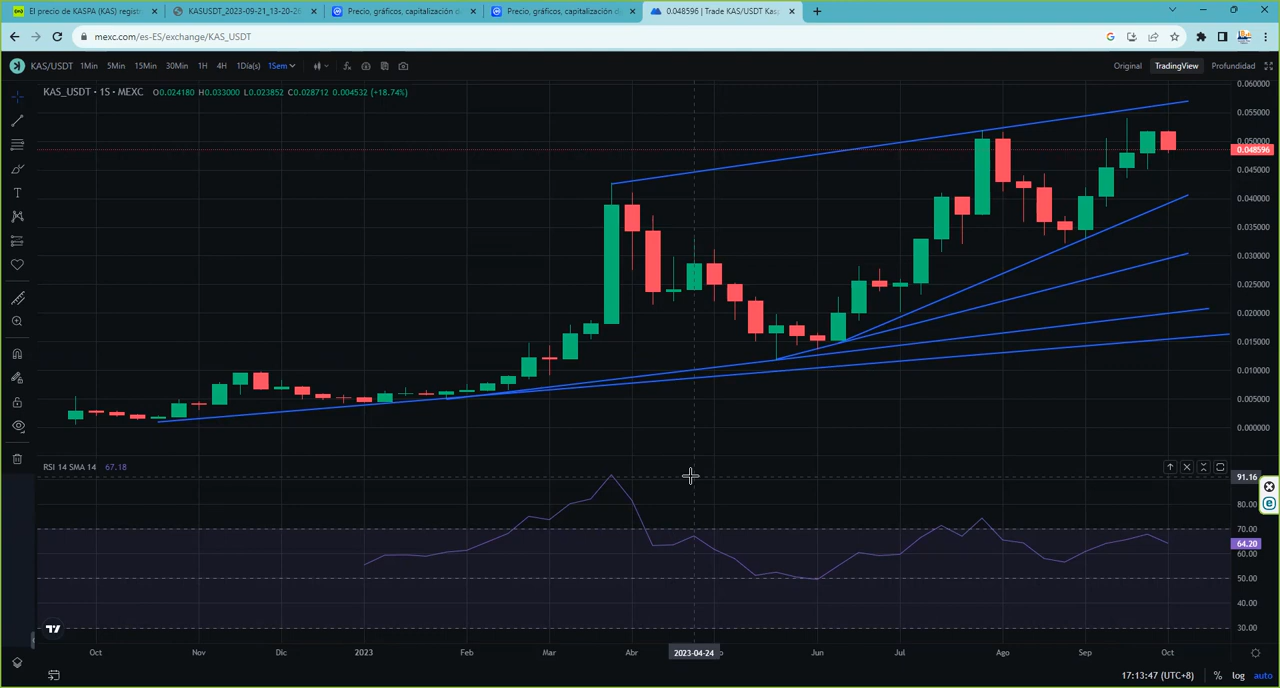 El precio de KASPA (KAS) registr
KASUSDT_2023-09-21_13-20-26
Precio, gráficos, capitalización d
Precio, gráficos, capitalización d
0.048596 | Trade KAS/USDT Kas
mexc.com/es-ES/exchange/KAS_USDT
KAS/USDT 1Min 5Min 15Min 30Min 1H 4H 1Día(s) 1Sem Original TradingView Profundidad
KAS_USDT · 1S · MEXC O0.024180 H0.033000 L0.023852 C0.028712 0.004532 (+18.74%)
0.060000
0.055000
0.050000
0.048596
0.045000
0.040000
0.035000
0.030000
0.025000
0.020000
0.015000
0.010000
0.005000
0.000000
RSI 14 SMA 14 67.18
91.16
80.00
70.00
64.20
60.00
50.00
40.00
30.00
Oct Nov Dic 2023 Feb Mar Abr 2023-04-24 Jun Jul Ago Sep Oct
17:13:47 (UTC+8) % log auto